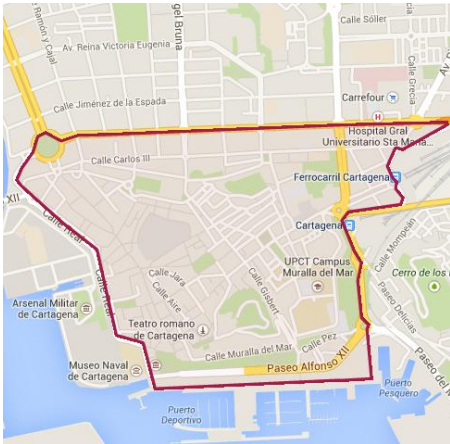 Ramón y Cajal
Av. Reina Victoria Eugenia
gel Bruna
Calle Sóller
Calle Grecia
Calle Jiménez de la Espada
Carrefour
Av. R
H
Hospital Gral
Universitario Sta María...
Calle Carlos III
Ferrocarril Cartagena
XII
Calle Real
Cartagena
Calle Mompeán
UPCT Campus
Muralla del Mar
Cerro de los
Calle Real
Calle Jara
Calle Gisbert
Calle Aire
Arsenal Militar
de Cartagena
Paseo Delicias
Teatro romano
de Cartagena
Calle Pez
Calle Muralla del Mar
Paseo del M
Museo Naval
de Cartagena
Paseo Alfonso XII
Puerto
Pesquero
Puerto
Deportivo